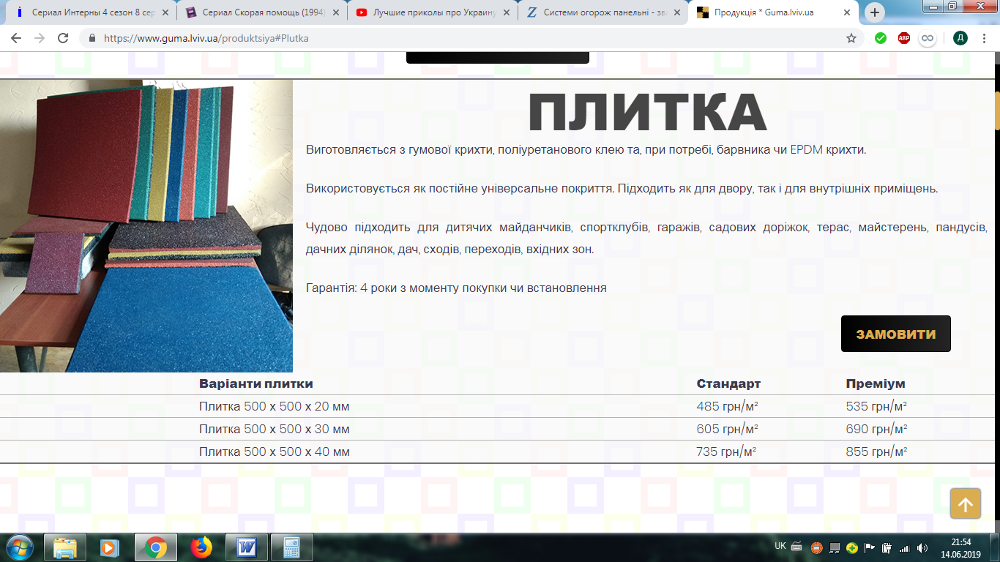 Сериал Интерны 4 сезон 8 сер
Сериал Скорая помощь (1994)
Лучшие приколы про Украину
Системи огорож панельні - зва
Продукція * Guma.lviv.ua
https://www.guma.lviv.ua/produktsiya#Plutka
ABP
Д
ПЛИТКА
Виготовляється з гумової крихти, поліуретанового клею та, при потребі, барвника чи EPDM крихти.
Використовується як постійне універсальне покриття. Підходить як для двору, так і для внутрішніх приміщень.
Чудово підходить для дитячих майданчиків, спортклубів, гаражів, садових доріжок, терас, майстерень, пандусів,
дачних ділянок, дач, сходів, переходів, вхідних зон.
Гарантія: 4 роки з моменту покупки чи встановлення
ЗАМОВИТИ
Варіанти плитки Стандарт Преміум
Плитка 500 х 500 х 20 мм 485 грн/м² 535 грн/м²
Плитка 500 х 500 х 30 мм 605 грн/м² 690 грн/м²
Плитка 500 х 500 х 40 мм 735 грн/м² 855 грн/м²
UK
21:54
14.06.2019